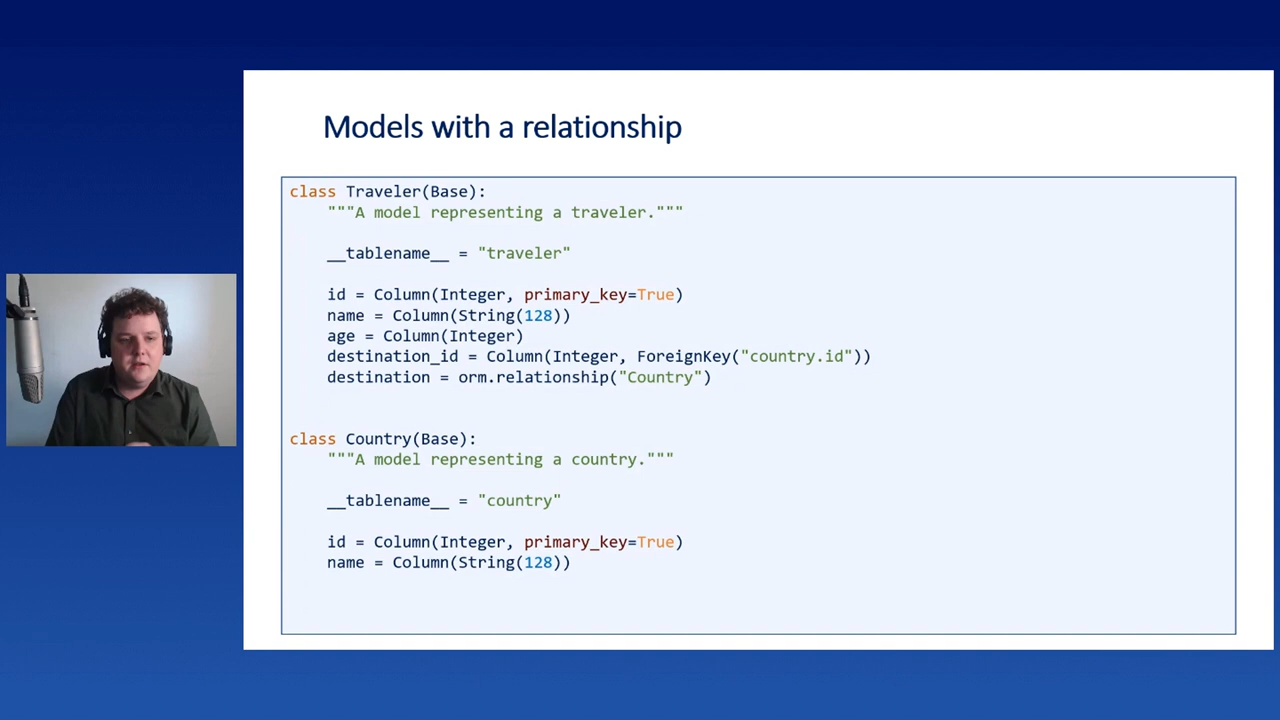 Models with a relationship
class Traveler(Base):
    """A model representing a traveler."""
    __tablename__ = "traveler"
    id = Column(Integer, primary_key=True)
    name = Column(String(128))
    age = Column(Integer)
    destination_id = Column(Integer, ForeignKey("country.id"))
    destination = orm.relationship("Country")
class Country(Base):
    """A model representing a country."""
    __tablename__ = "country"
    id = Column(Integer, primary_key=True)
    name = Column(String(128))